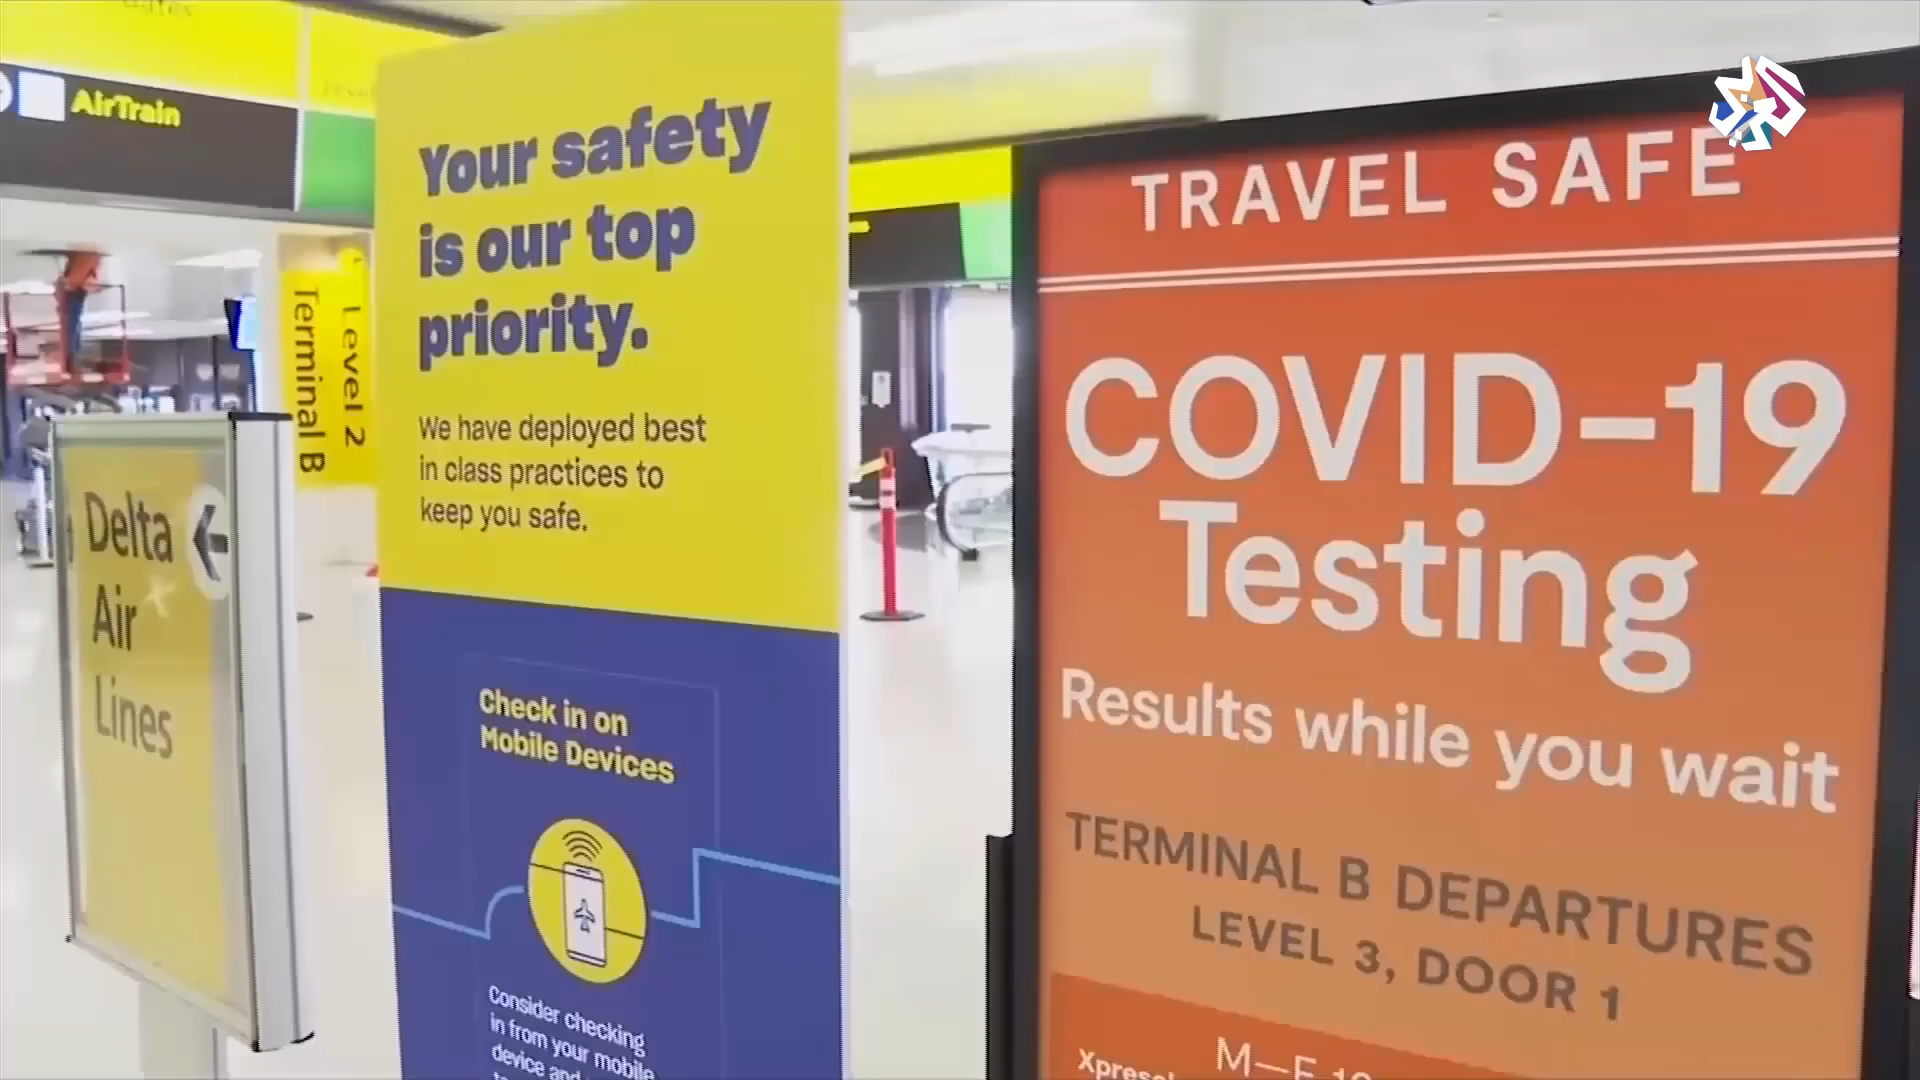 AirTrain
Level 2
Terminal B
Delta
Air
Lines
Your safety
is our top
priority.
We have deployed best
in class practices to
keep you safe.
Check in on
Mobile Devices
Consider checking
in from your mobile
device and
TRAVEL SAFE
COVID-19
Testing
Results while you wait
TERMINAL B DEPARTURES
LEVEL 3, DOOR 1
M—F